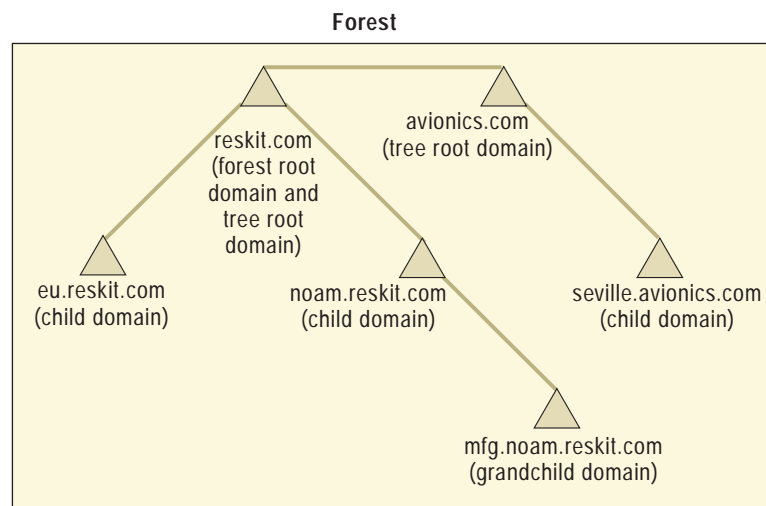 Forest
reskit.com
(forest root
domain and
tree root
domain)
avionics.com
(tree root domain)
eu.reskit.com
(child domain)
noam.reskit.com
(child domain)
seville.avionics.com
(child domain)
mfg.noam.reskit.com
(grandchild domain)